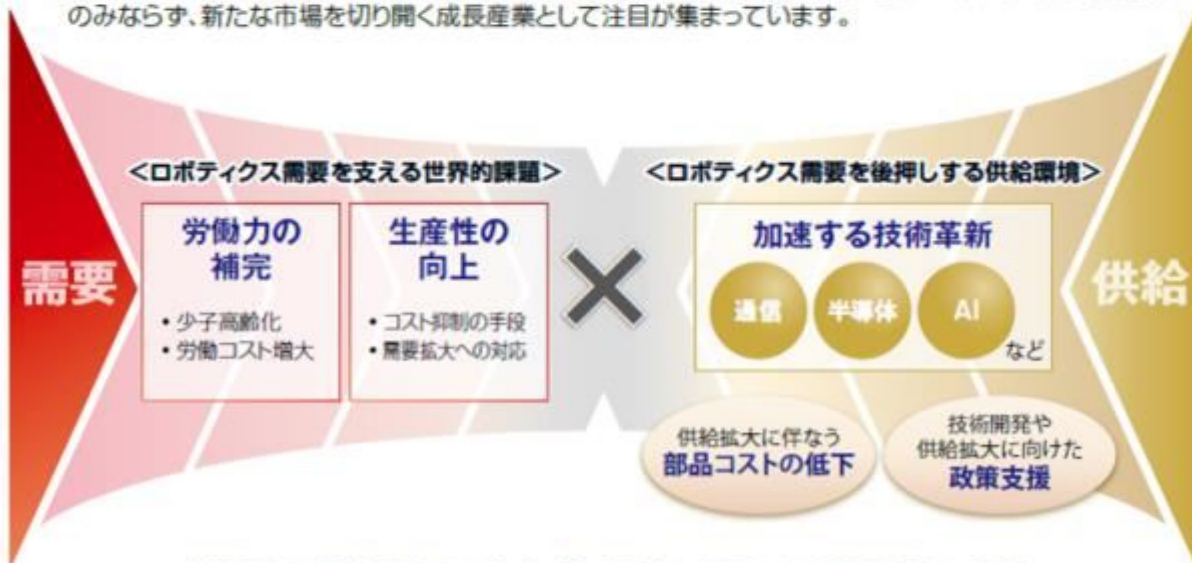 のみならず、新たな市場を切り開く成長産業として注目が集まっています。
<ロボティクス需要を支える世界的課題>
<ロボティクス需要を後押しする供給環境>
需要
労働力の
補完
• 少子高齢化
• 労働コスト増大
生産性の
向上
• コスト抑制の手段
• 需要拡大への対応
×
加速する技術革新
通信
半導体
AI
など
供給拡大に伴なう
部品コストの低下
技術開発や
供給拡大に向けた
政策支援
供給